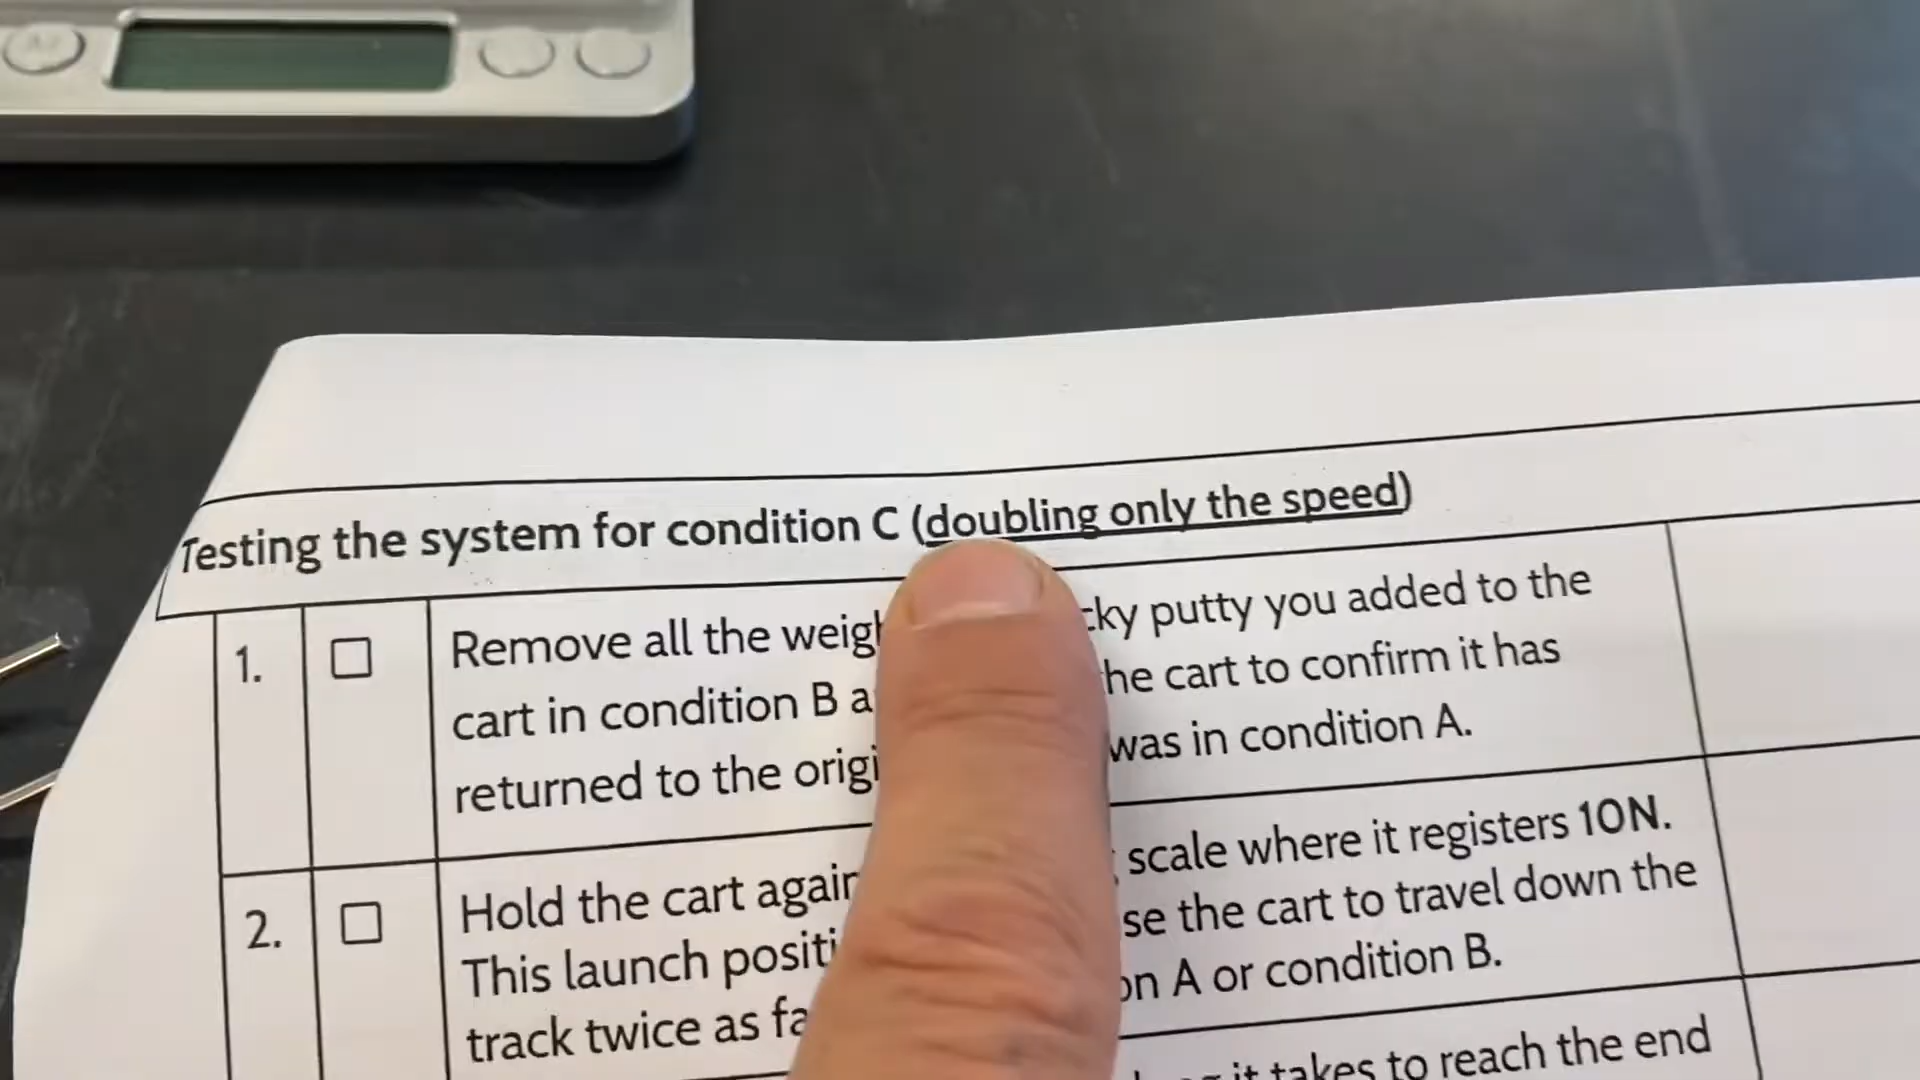 Testing the system for condition C (doubling only the speed)
1. Remove all the weigh cky putty you added to the
cart in condition B a he cart to confirm it has
returned to the origi was in condition A.
2. Hold the cart again scale where it registers 10N.
This launch positi se the cart to travel down the
track twice as fa on A or condition B.
it takes to reach the end